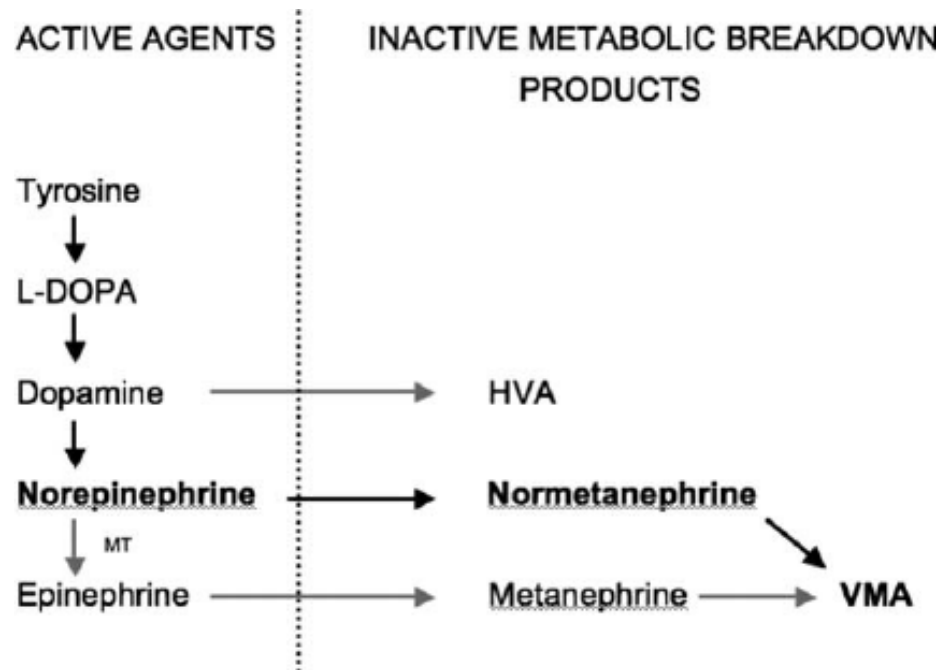 ACTIVE AGENTS
INACTIVE METABOLIC BREAKDOWN
PRODUCTS
Tyrosine
L-DOPA
Dopamine
HVA
Norepinephrine
Normetanephrine
MT
Epinephrine
Metanephrine
VMA